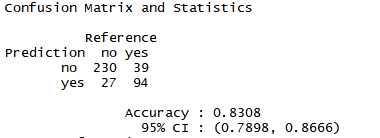 Confusion Matrix and Statistics
Reference
Prediction no yes
no 230 39
yes 27 94
Accuracy : 0.8308
95% CI : (0.7898, 0.8666)